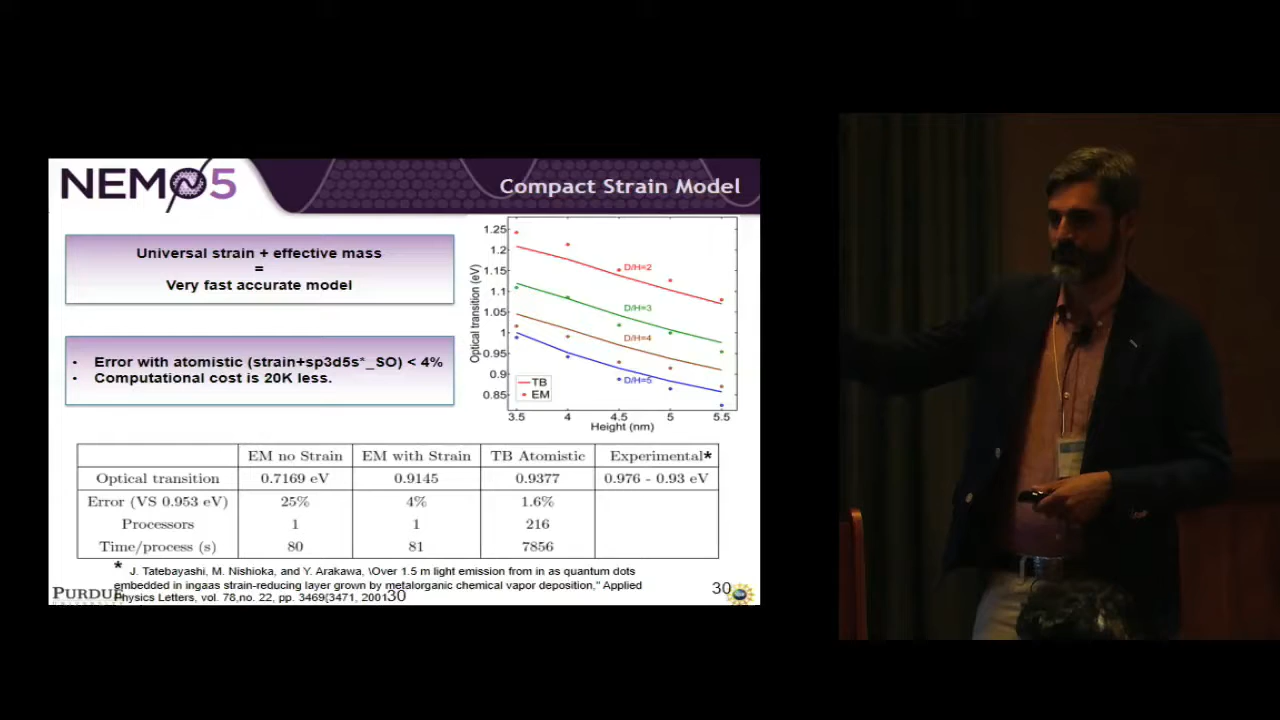 NEMO5
Compact Strain Model
Universal strain + effective mass
=
Very fast accurate model
• Error with atomistic (strain+sp3d5s*_SO) < 4%
• Computational cost is 20K less.
Optical transition (eV)
1.25
1.2
1.15
1.1
1.05
1
0.95
0.9
0.85
D/H=2
D/H=3
D/H=4
D/H=5
TB
EM
3.5 4 4.5 5 5.5
Height (nm)
EM no Strain EM with Strain TB Atomistic Experimental*
Optical transition 0.7169 eV 0.9145 0.9377 0.976 - 0.93 eV
Error (VS 0.953 eV) 25% 4% 1.6%
Processors 1 1 216
Time/process (s) 80 81 7856
* J. Tatebayashi, M. Nishioka, and Y. Arakawa, \Over 1.5 m light emission from in as quantum dots
embedded in ingaas strain-reducing layer grown by metalorganic chemical vapor deposition," Applied
Physics Letters, vol. 78,no. 22, pp. 3469{3471, 2001
PURDUE
30
30